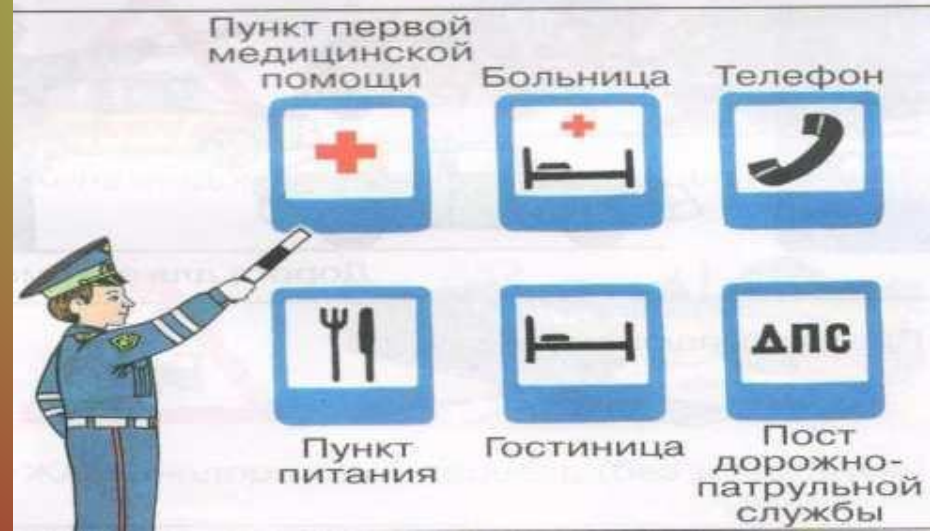 Пункт первой
медицинской
помощи
Больница
Телефон
Пункт
питания
Гостиница
ДПС
Пост
дорожно-
патрульной
службы